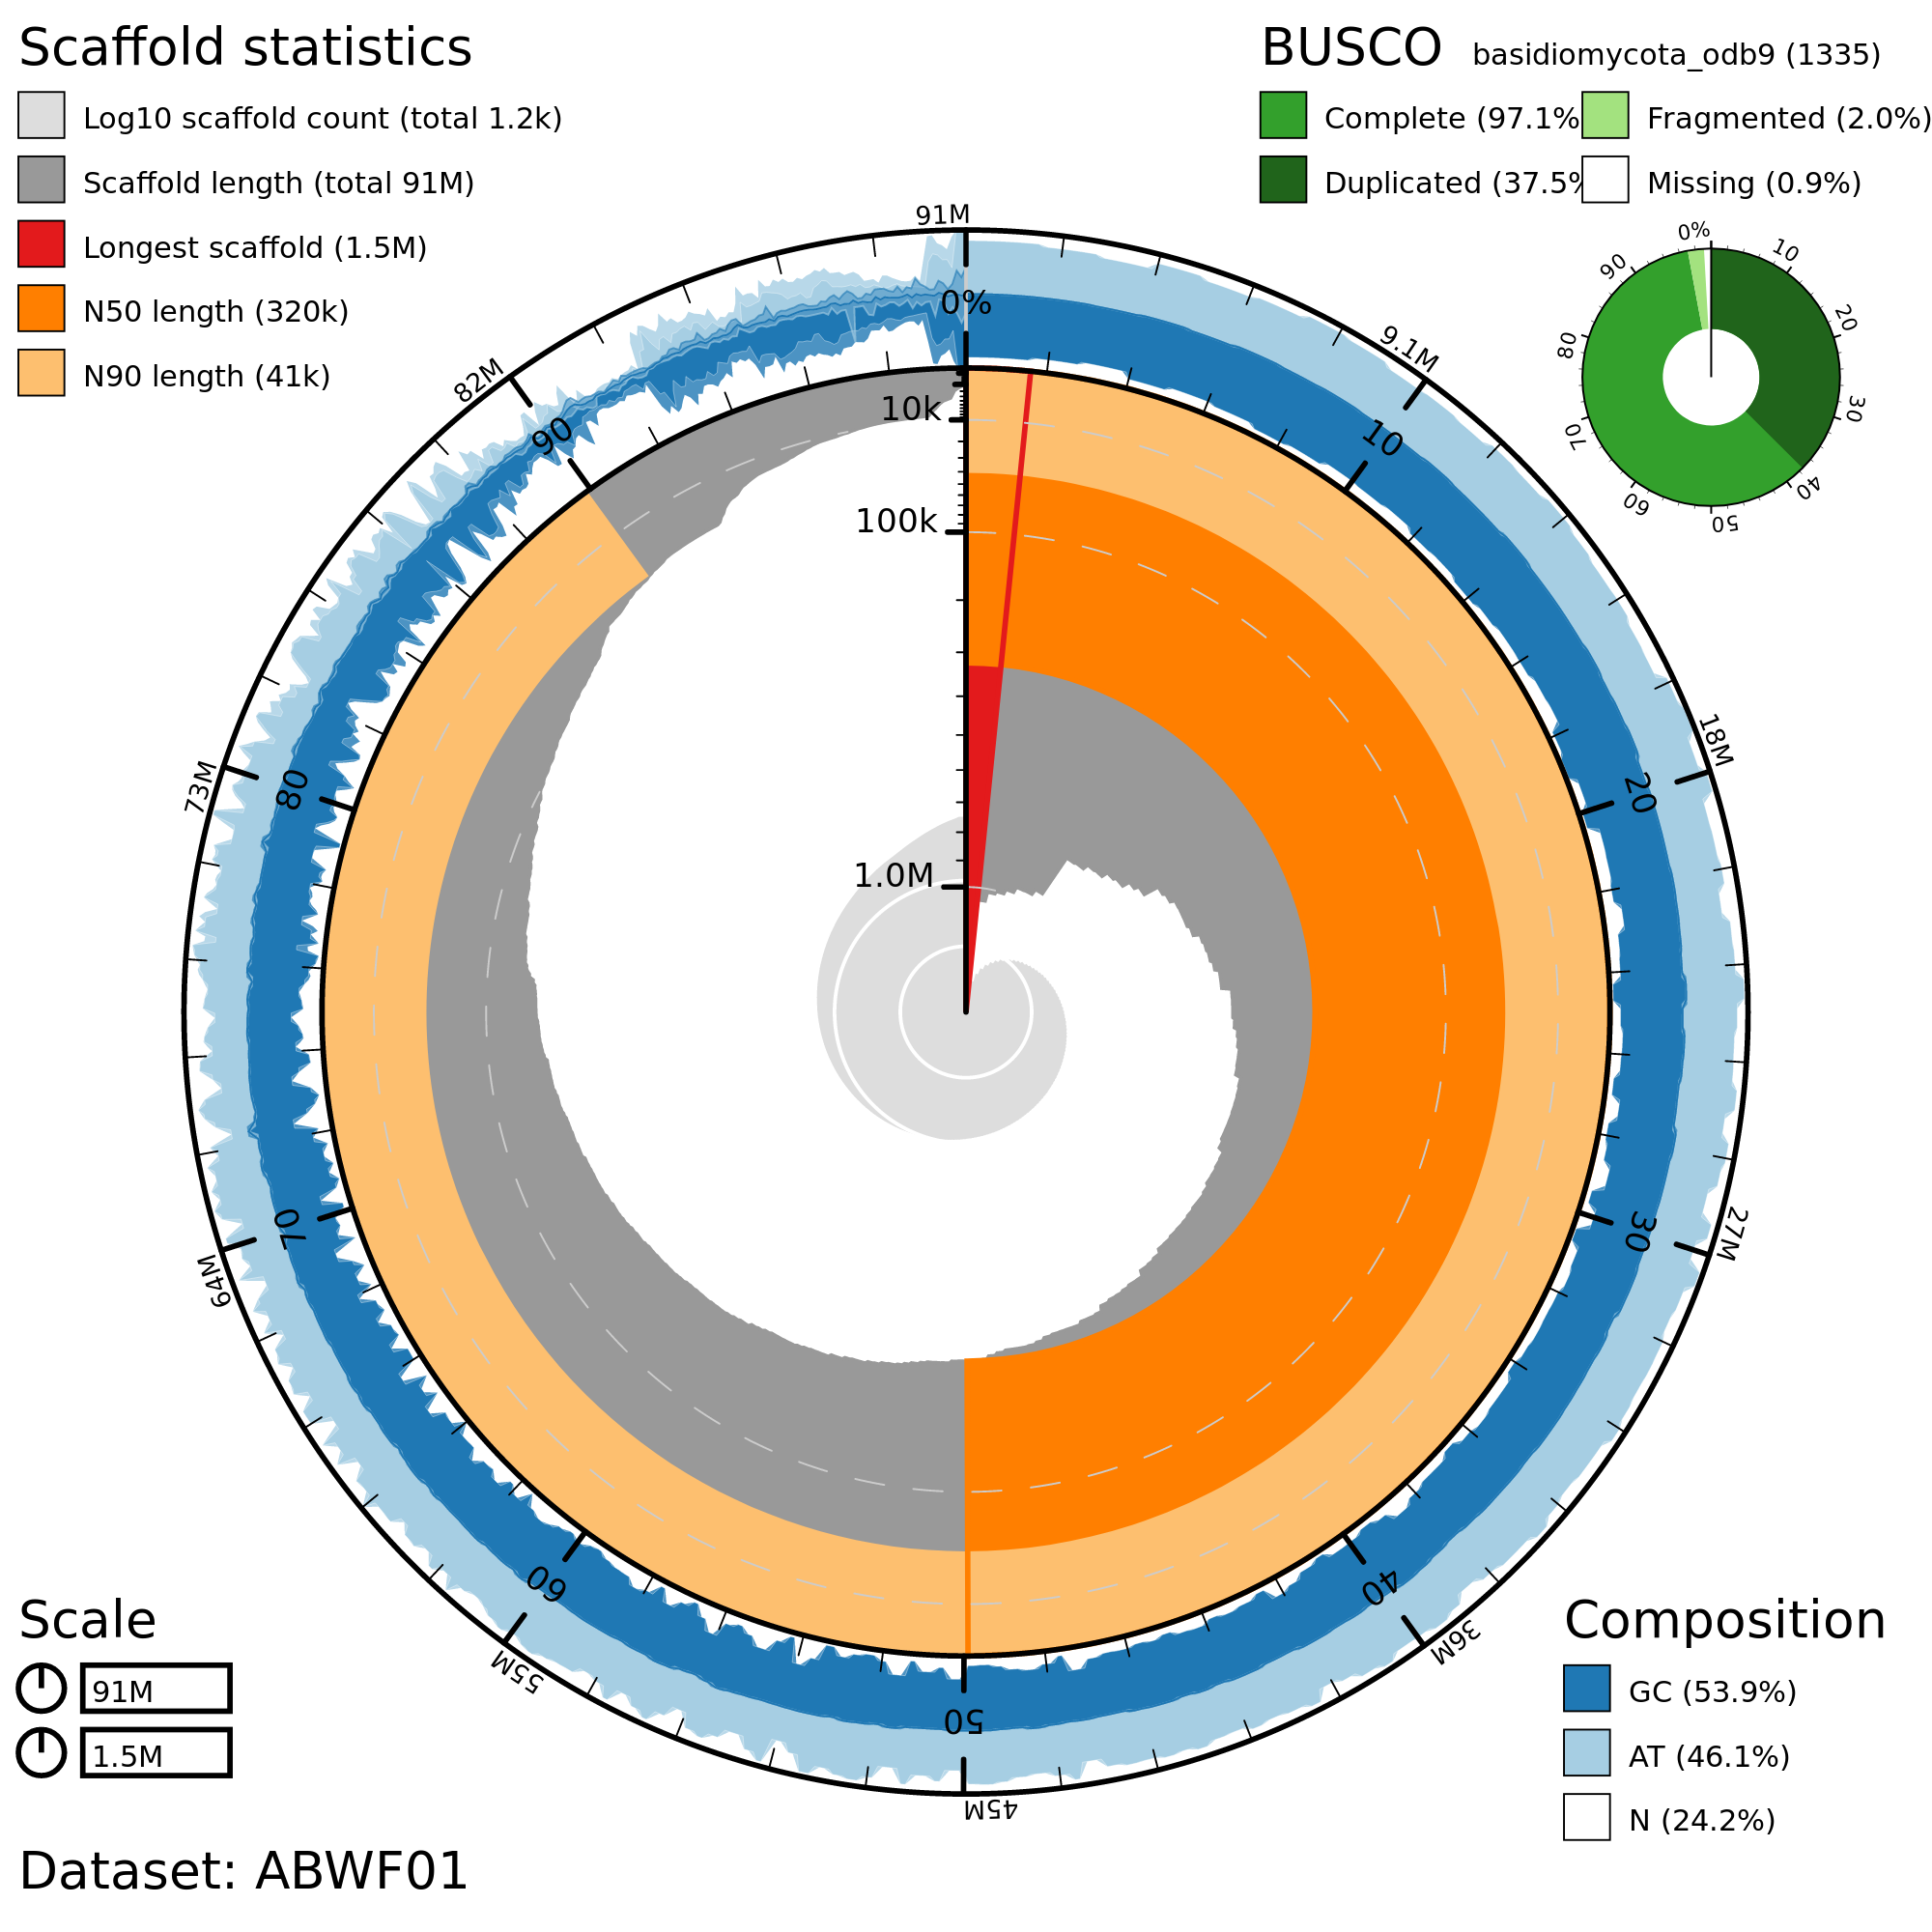 Scaffold statistics
Log10 scaffold count (total 1.2k)
Scaffold length (total 91M)
Longest scaffold (1.5M)
N50 length (320k)
N90 length (41k)
BUSCO basidiomycota_odb9 (1335)
Complete (97.1% Fragmented (2.0%)
Duplicated (37.5% Missing (0.9%)
0%
10
20
30
40
50
60
70
80
90
91M
9.1M
18M
27M
36M
45M
55M
64M
73M
82M
0%
10
20
30
40
50
60
70
80
90
10k
100k
1.0M
Scale
91M
1.5M
Composition
GC (53.9%)
AT (46.1%)
N (24.2%)
Dataset: ABWF01